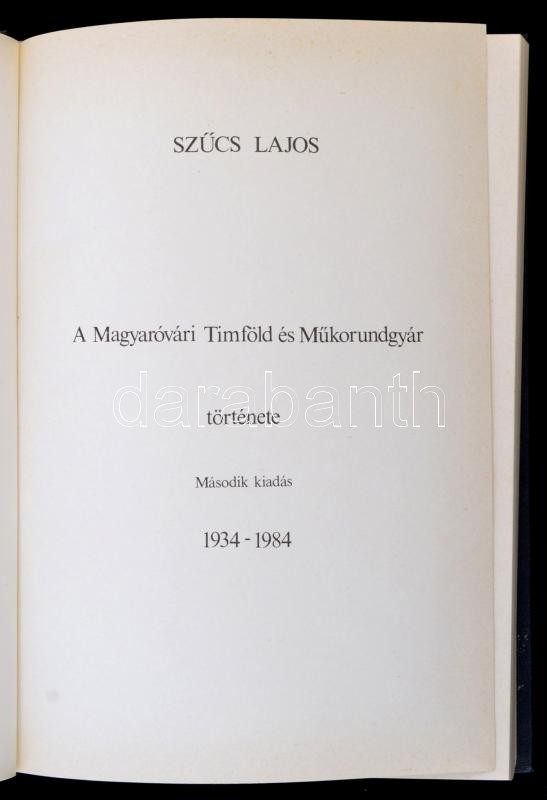 SZŰCS LAJOS
A Magyaróvári Timföld és Műkorundgyár
darabanth
története
Második kiadás
1934 - 1984